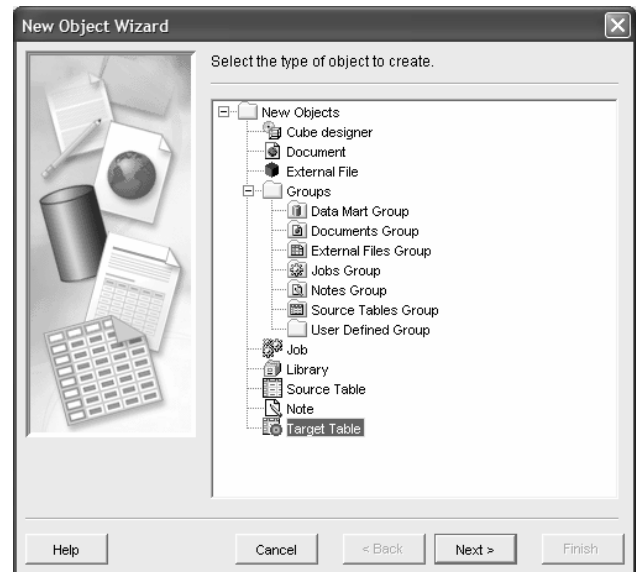 New Object Wizard
Select the type of object to create.
New Objects
Cube designer
Document
External File
Groups
Data Mart Group
Documents Group
External Files Group
Jobs Group
Notes Group
Source Tables Group
User Defined Group
Job
Library
Source Table
Note
Target Table
Help
Cancel
< Back
Next >
Finish